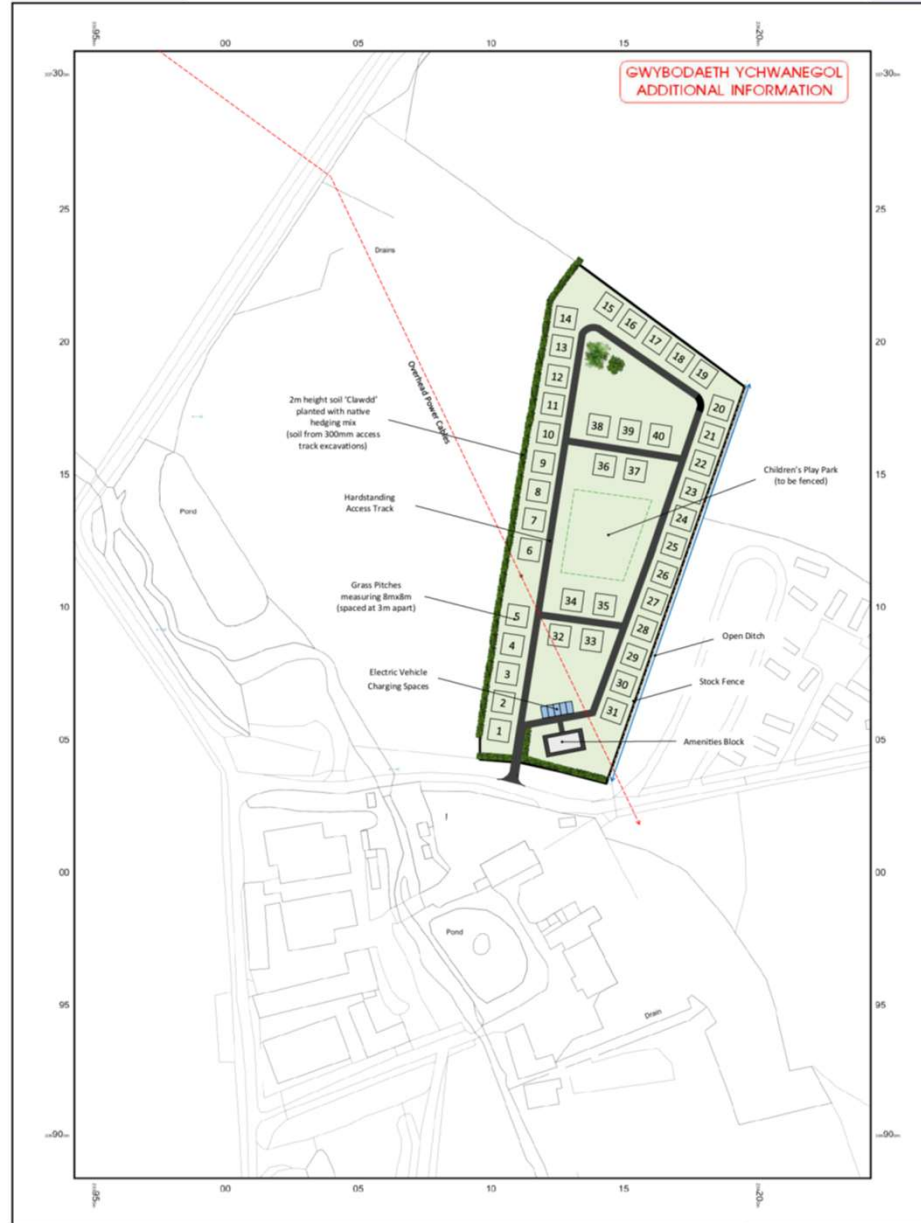 95
00
05
10
15
20
GWYBODAETH YCHWANEGOL
ADDITIONAL INFORMATION
30
25
20
15
10
05
00
95
90
Drains
Overhead Power Cables
2m height soil 'Clawdd'
planted with native
hedging mix
(soil from 300mm access
track excavations)
Hardstanding
Access Track
Pond
Grass Pitches
measuring 8mx8m
(spaced at 3m apart)
Electric Vehicle
Charging Spaces
14
13
12
11
10
9
8
7
6
5
4
3
2
1
15
16
17
18
19
20
21
22
23
24
25
26
27
28
29
30
31
38
39
40
36
37
34
35
32
33
Children's Play Park
(to be fenced)
Open Ditch
Stock Fence
Amenities Block
Pond
Drain
30
25
20
15
10
05
00
95
90
95
00
05
10
15
20